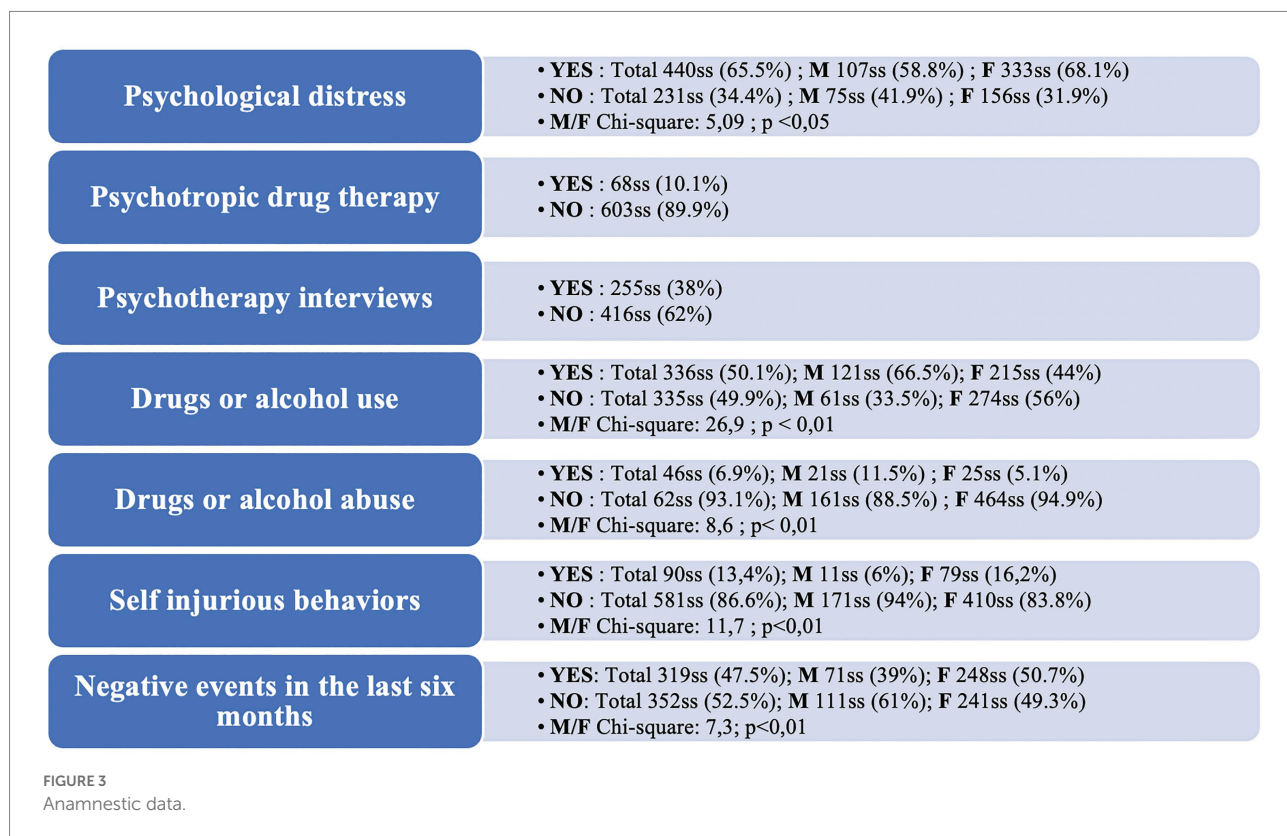 Psychological distress
• YES : Total 440ss (65.5%) ; M 107ss (58.8%) ; F 333ss (68.1%)
• NO : Total 231ss (34.4%) ; M 75ss (41.9%) ; F 156ss (31.9%)
• M/F Chi-square: 5,09 ; p <0,05
Psychotropic drug therapy
• YES : 68ss (10.1%)
• NO : 603ss (89.9%)
Psychotherapy interviews
• YES : 255ss (38%)
• NO : 416ss (62%)
Drugs or alcohol use
• YES : Total 336ss (50.1%); M 121ss (66.5%); F 215ss (44%)
• NO : Total 335ss (49.9%); M 61ss (33.5%); F 274ss (56%)
• M/F Chi-square: 26,9 ; p < 0,01
Drugs or alcohol abuse
• YES : Total 46ss (6.9%); M 21ss (11.5%) ; F 25ss (5.1%)
• NO : Total 62ss (93.1%); M 161ss (88.5%) ; F 464ss (94.9%)
• M/F Chi-square: 8,6 ; p< 0,01
Self injurious behaviors
• YES : Total 90ss (13,4%); M 11ss (6%); F 79ss (16,2%)
• NO : Total 581ss (86.6%); M 171ss (94%); F 410ss (83.8%)
• M/F Chi-square: 11,7 ; p<0,01
Negative events in the last six
months
• YES: Total 319ss (47.5%); M 71ss (39%); F 248ss (50.7%)
• NO: Total 352ss (52.5%); M 111ss (61%); F 241ss (49.3%)
• M/F Chi-square: 7,3; p<0,01
FIGURE 3
Anamnestic data.